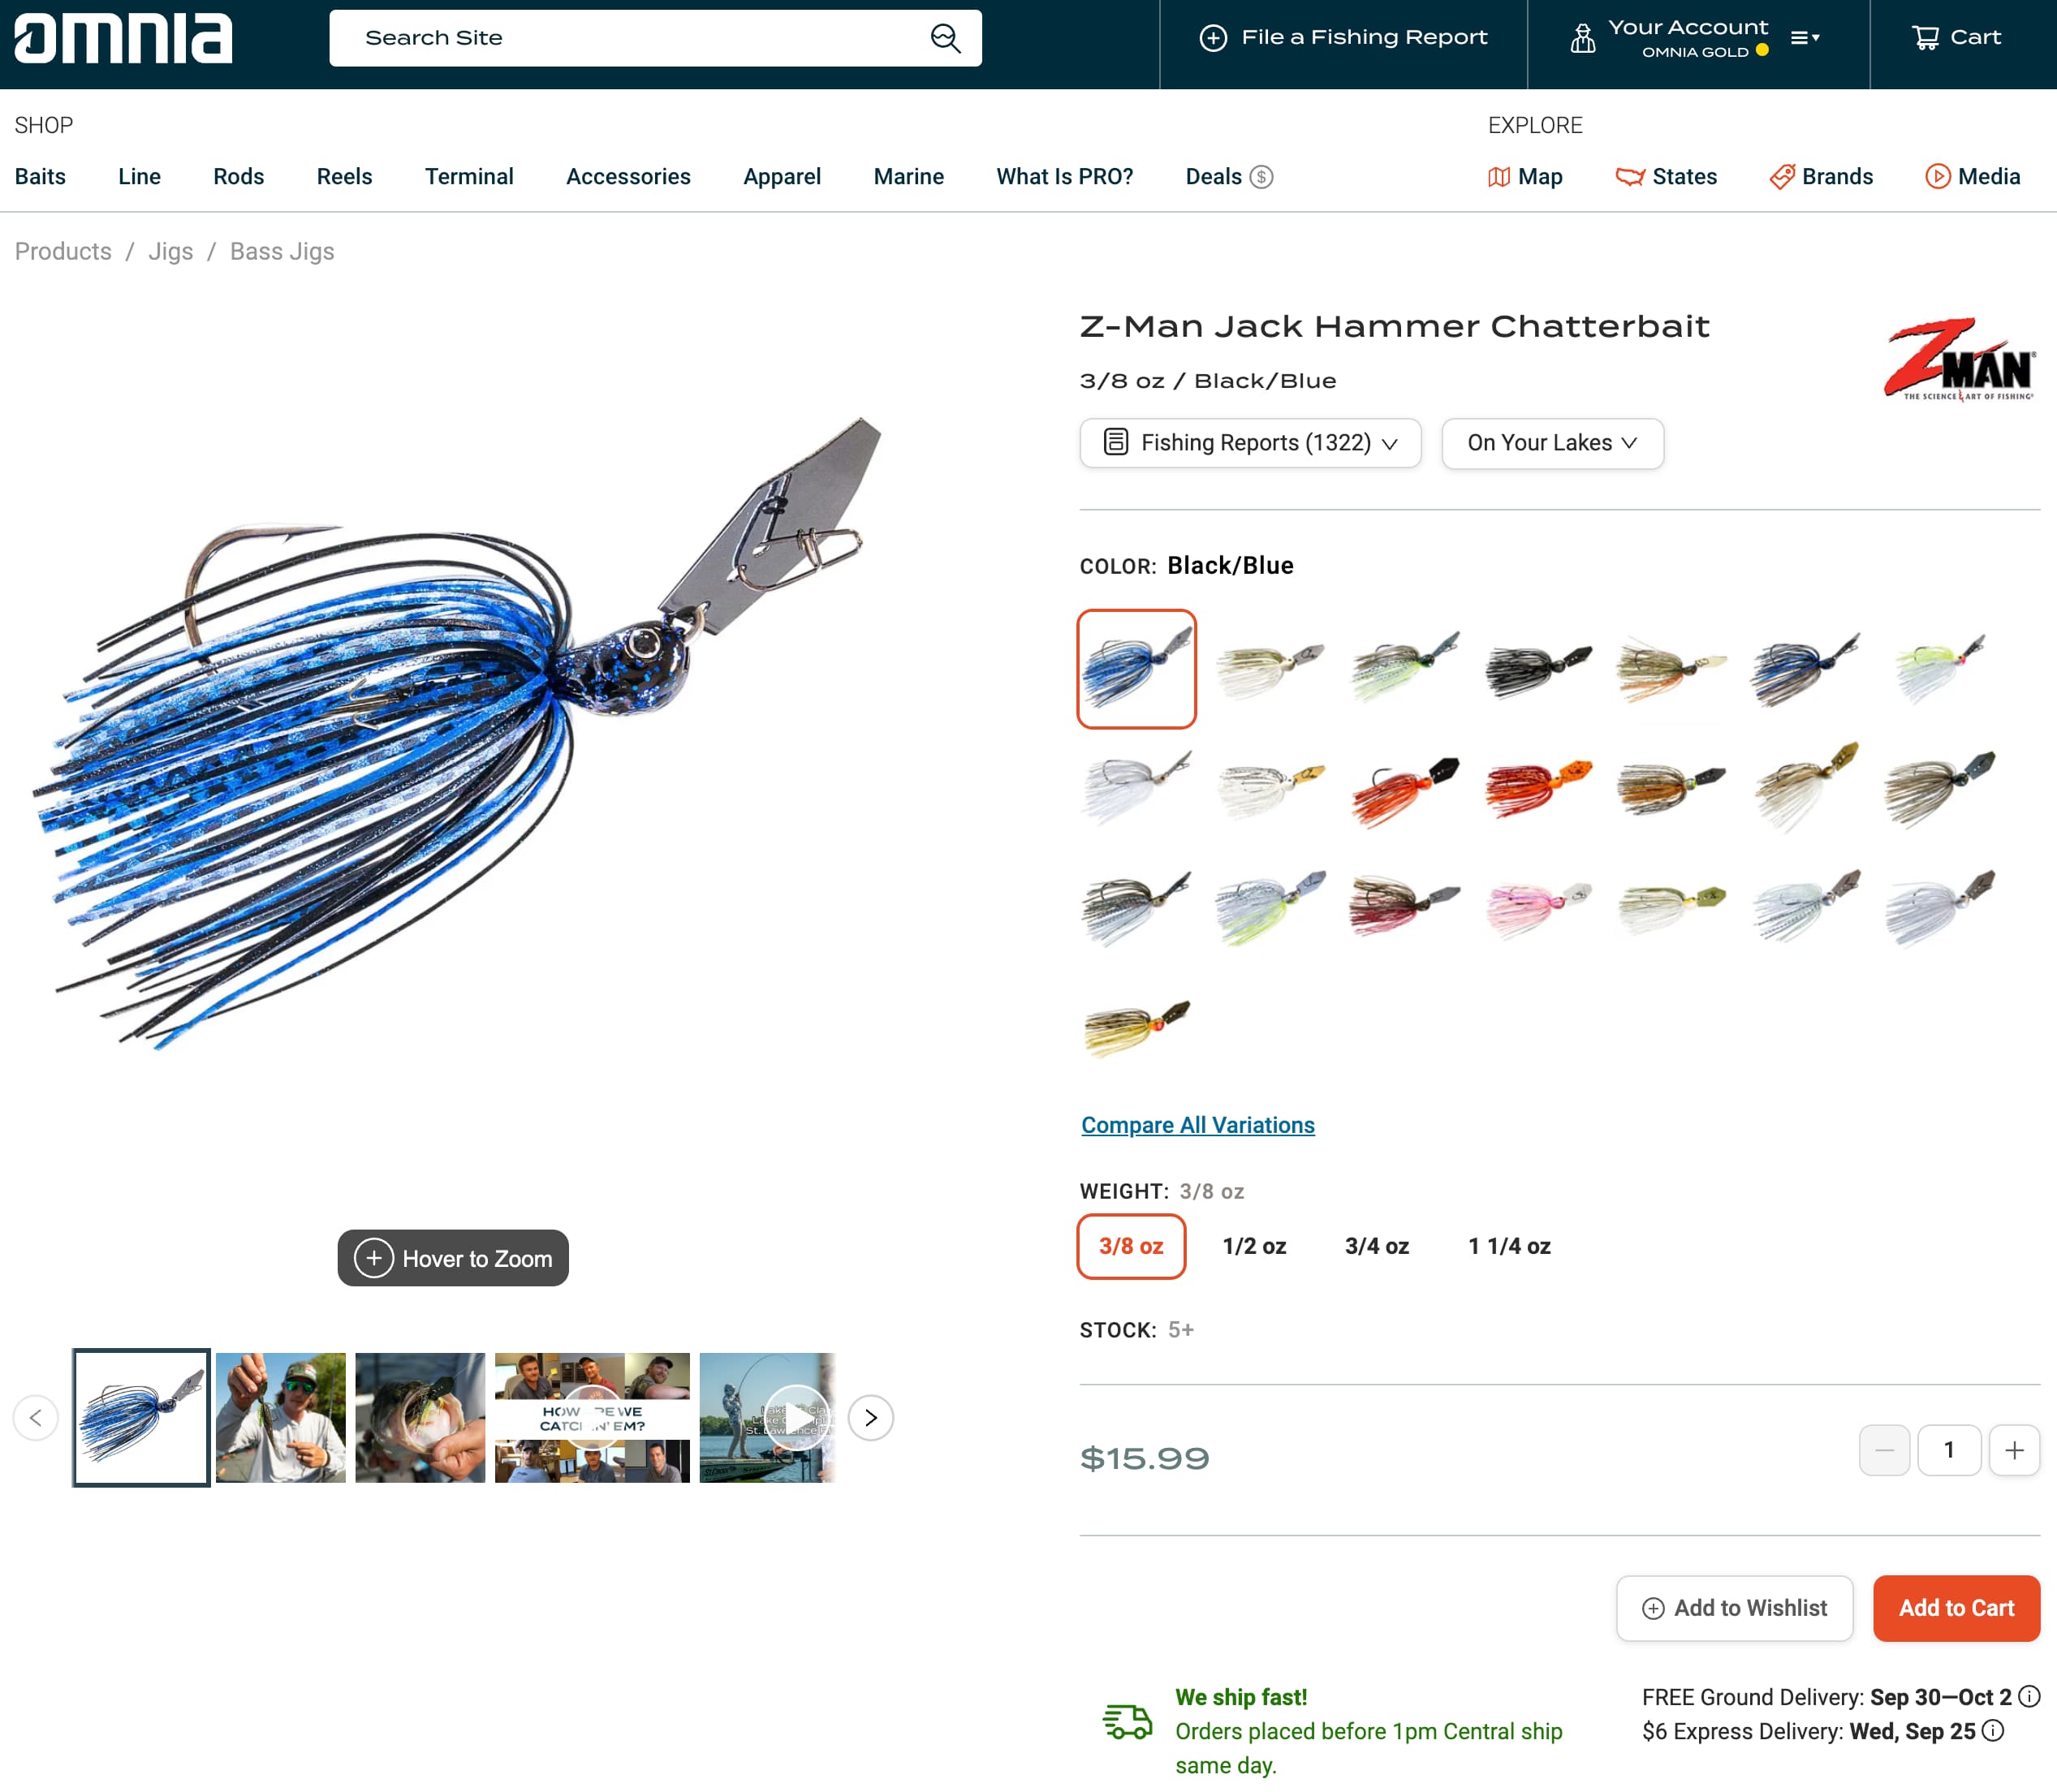 omnia
Search Site
File a Fishing Report
Your Account
OMNIA GOLD
Cart
SHOP
EXPLORE
Baits Line Rods Reels Terminal Accessories Apparel Marine What Is PRO? Deals $
Map States Brands Media
Products / Jigs / Bass Jigs
Z-Man Jack Hammer Chatterbait
3/8 oz / Black/Blue
ZMAN®
THE SCIENCE & ART OF FISHING®
Fishing Reports (1322)
On Your Lakes
COLOR: Black/Blue
Compare All Variations
WEIGHT: 3/8 oz
3/8 oz 1/2 oz 3/4 oz 1 1/4 oz
STOCK: 5+
Hover to Zoom
HOW
WE
CATCH
EM?
$15.99
1
Add to Wishlist
Add to Cart
We ship fast!
Orders placed before 1pm Central ship
same day.
FREE Ground Delivery: Sep 30—Oct 2
$6 Express Delivery: Wed, Sep 25